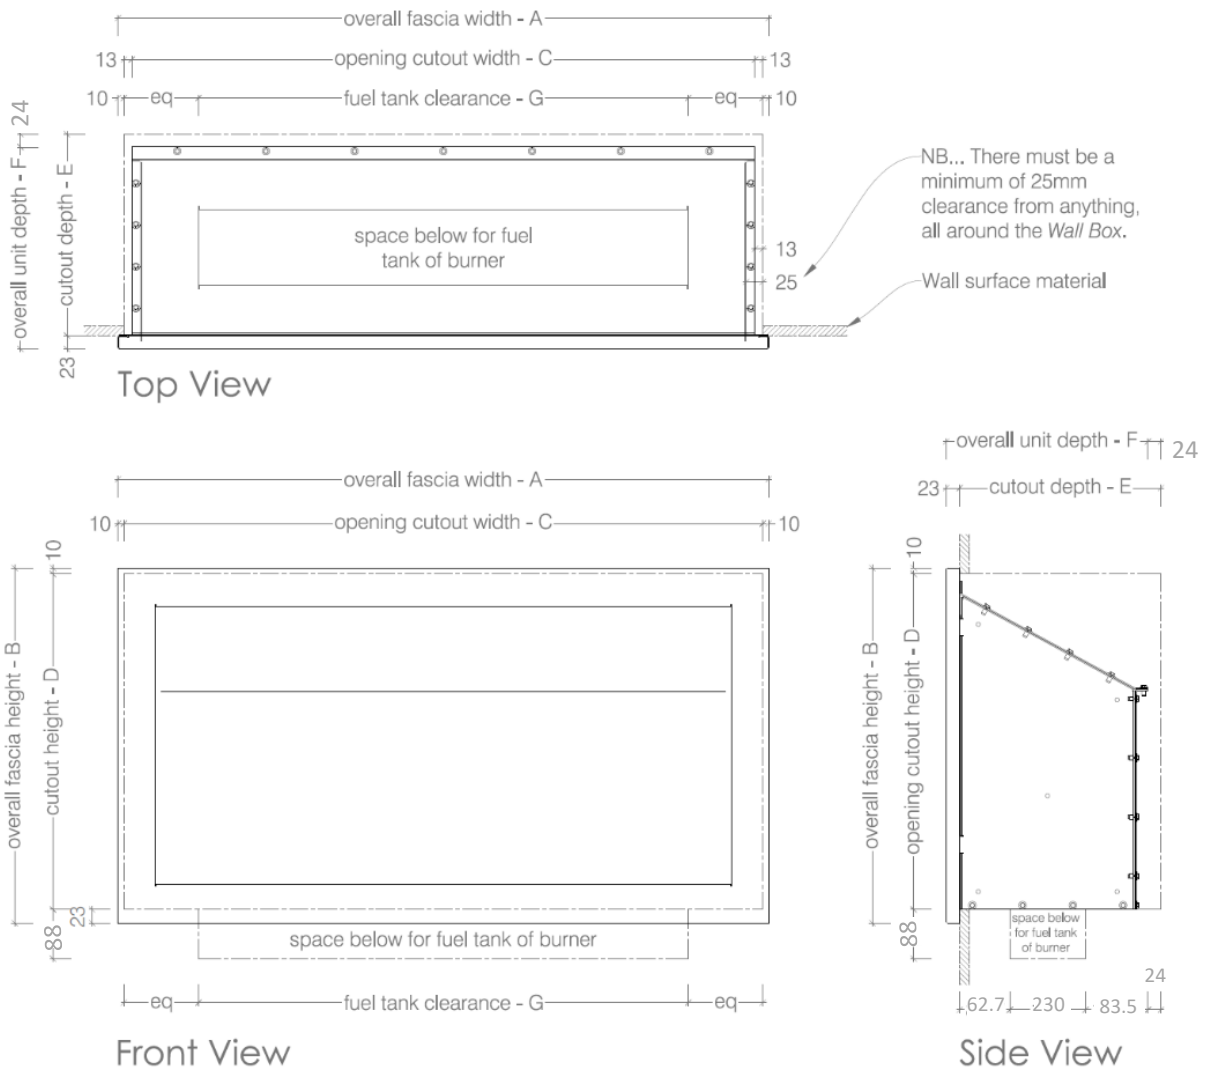 overall fascia width - A
13
opening cutout width - C
13
10
eq
fuel tank clearance - G
eq
10
24
overall unit depth - F
cutout depth - E
23
space below for fuel
tank of burner
13
25
NB... There must be a
minimum of 25mm
clearance from anything,
all around the Wall Box.
Wall surface material
Top View
overall fascia width - A
10
opening cutout width - C
10
10
overall fascia height - B
cutout height - D
23
88
space below for fuel tank of burner
eq
fuel tank clearance - G
eq
Front View
overall unit depth - F
24
23
cutout depth - E
10
overall fascia height - B
opening cutout height - D
88
space below
for fuel tank
of burner
24
62.7
230
83.5
Side View